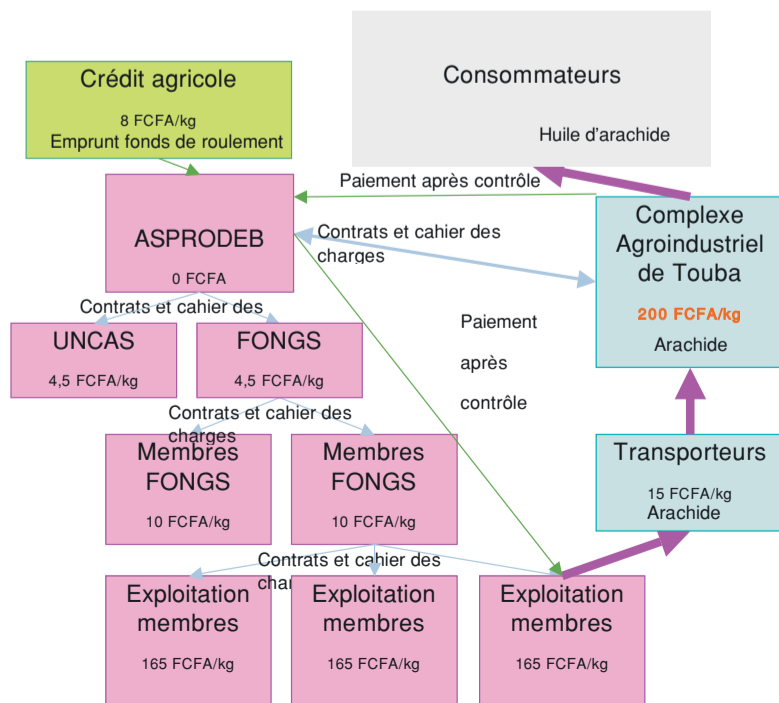 Crédit agricole
8 FCFA/kg
Emprunt fonds de roulement
Consommateurs
Huile d'arachide
Paiement après contrôle
ASPRODEB
0 FCFA
Contrats et cahier des
charges
Complexe
Agroindustriel
de Touba
200 FCFA/kg
Arachide
Contrats et cahier des
UNCAS
4,5 FCFA/kg
FONGS
4,5 FCFA/kg
Paiement
après
contrôle
Contrats et cahier des
charges
Membres
FONGS
10 FCFA/kg
Membres
FONGS
10 FCFA/kg
Transporteurs
15 FCFA/kg
Arachide
Contrats et cahier des
Exploitation
membres
165 FCFA/kg
Exploitation
membres
165 FCFA/kg
Exploitation
membres
165 FCFA/kg